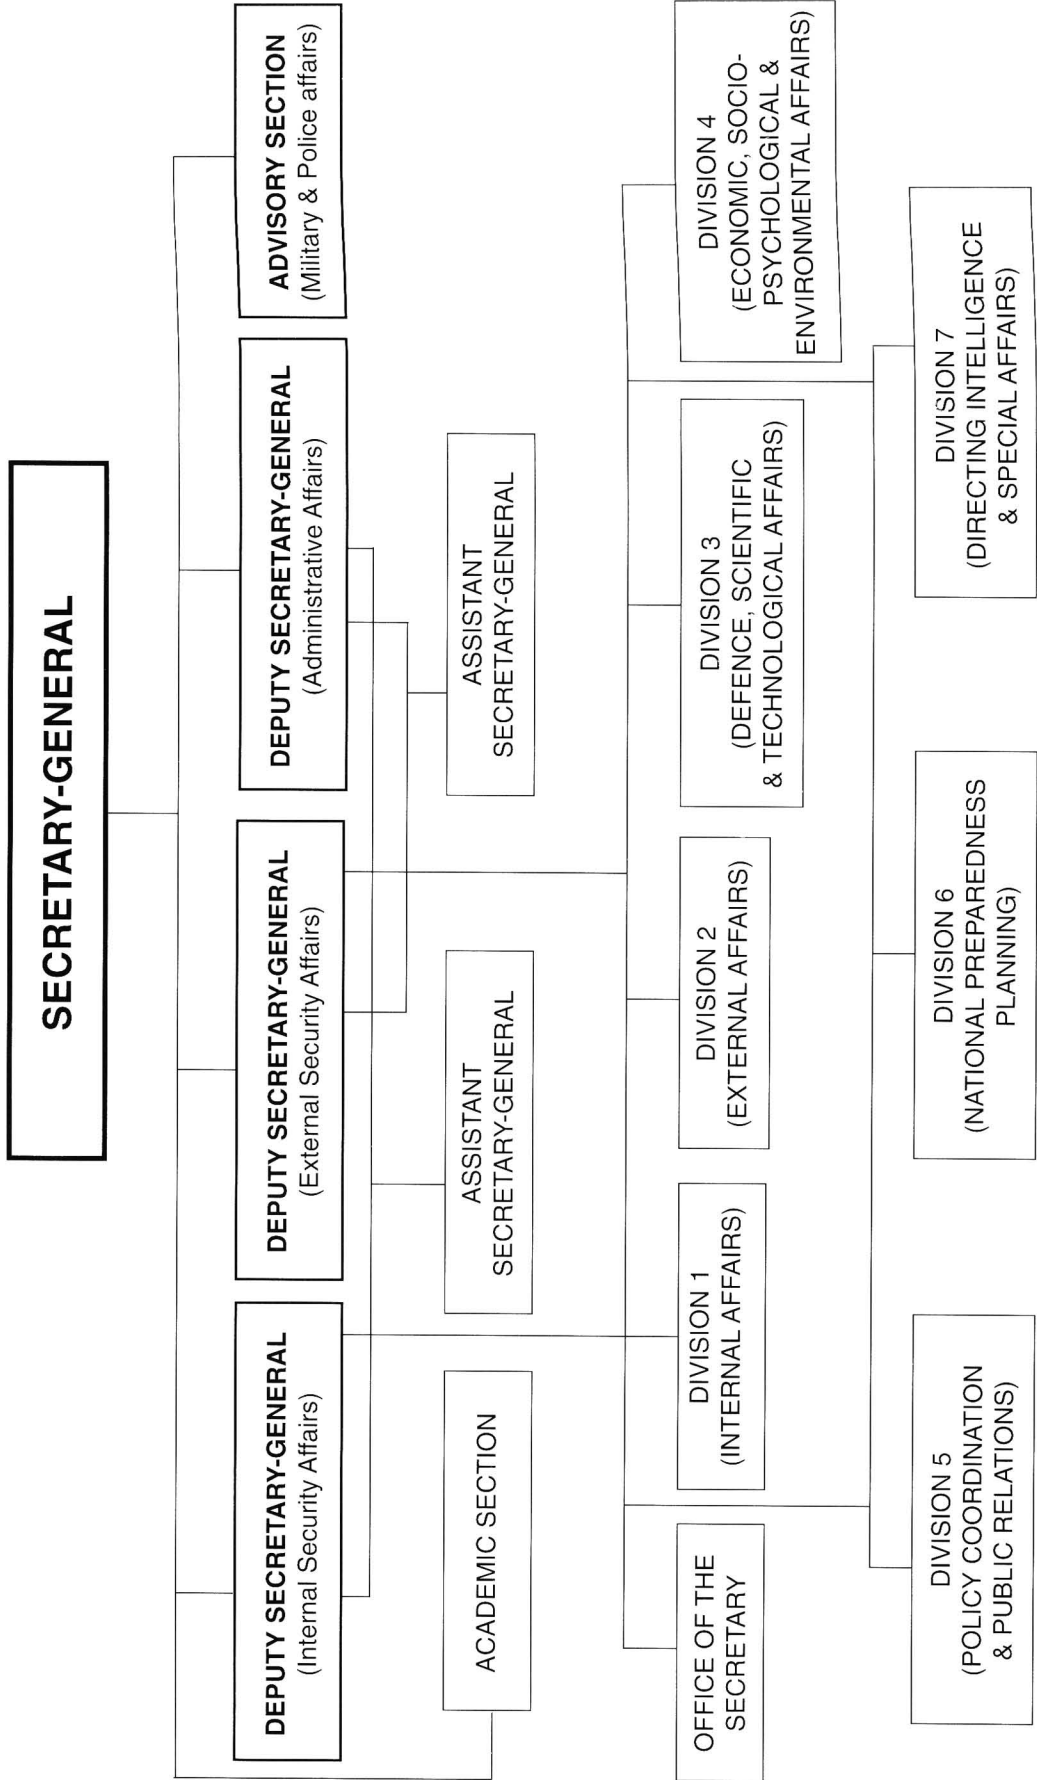 SECRETARY-GENERAL
DEPUTY SECRETARY-GENERAL
(Internal Security Affairs)
DEPUTY SECRETARY-GENERAL
(External Security Affairs)
DEPUTY SECRETARY-GENERAL
(Administrative Affairs)
ADVISORY SECTION
(Military & Police affairs)
ACADEMIC SECTION
ASSISTANT
SECRETARY-GENERAL
ASSISTANT
SECRETARY-GENERAL
OFFICE OF THE
SECRETARY
DIVISION 1
(INTERNAL AFFAIRS)
DIVISION 2
(EXTERNAL AFFAIRS)
DIVISION 3
(DEFENCE, SCIENTIFIC
& TECHNOLOGICAL AFFAIRS)
DIVISION 4
(ECONOMIC, SOCIO-
PSYCHOLOGICAL &
ENVIRONMENTAL AFFAIRS)
DIVISION 5
(POLICY COORDINATION
& PUBLIC RELATIONS)
DIVISION 6
(NATIONAL PREPAREDNESS
PLANNING)
DIVISION 7
(DIRECTING INTELLIGENCE
& SPECIAL AFFAIRS)